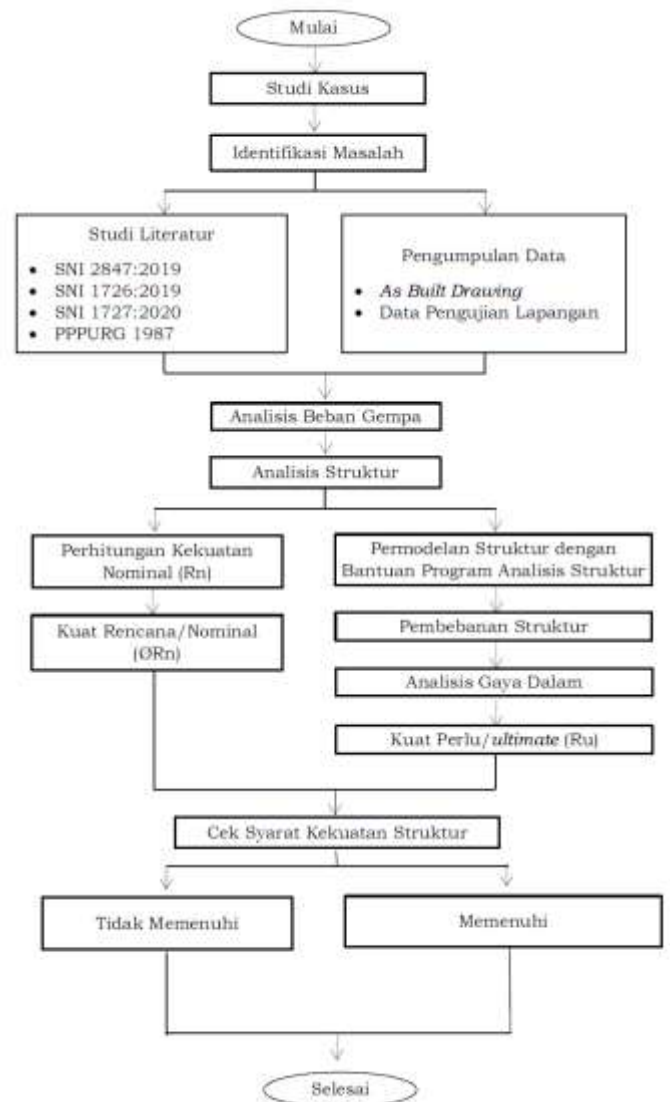 Mulai
Studi Kasus
Identifikasi Masalah
Studi Literatur
• SNI 2847:2019
• SNI 1726:2019
• SNI 1727:2020
• PPPURG 1987
Pengumpulan Data
• As Built Drawing
• Data Pengujian Lapangan
Analisis Beban Gempa
Analisis Struktur
Perhitungan Kekuatan
Nominal (Rn)
Kuat Rencana/Nominal
(ØRn)
Permodelan Struktur dengan
Bantuan Program Analisis Struktur
Pembebanan Struktur
Analisis Gaya Dalam
Kuat Perlu/ultimate (Ru)
Cek Syarat Kekuatan Struktur
Tidak Memenuhi
Memenuhi
Selesai